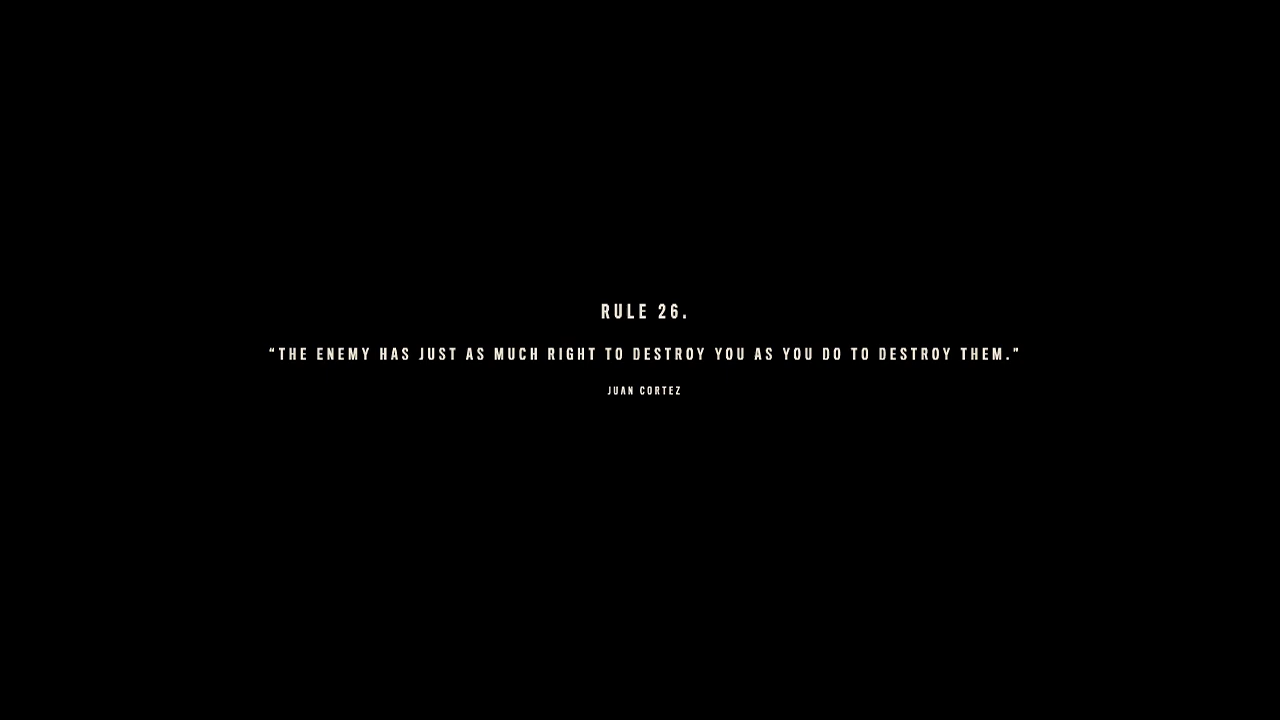 RULE 26.
“THE ENEMY HAS JUST AS MUCH RIGHT TO DESTROY YOU AS YOU DO TO DESTROY THEM.”
JUAN CORTEZ